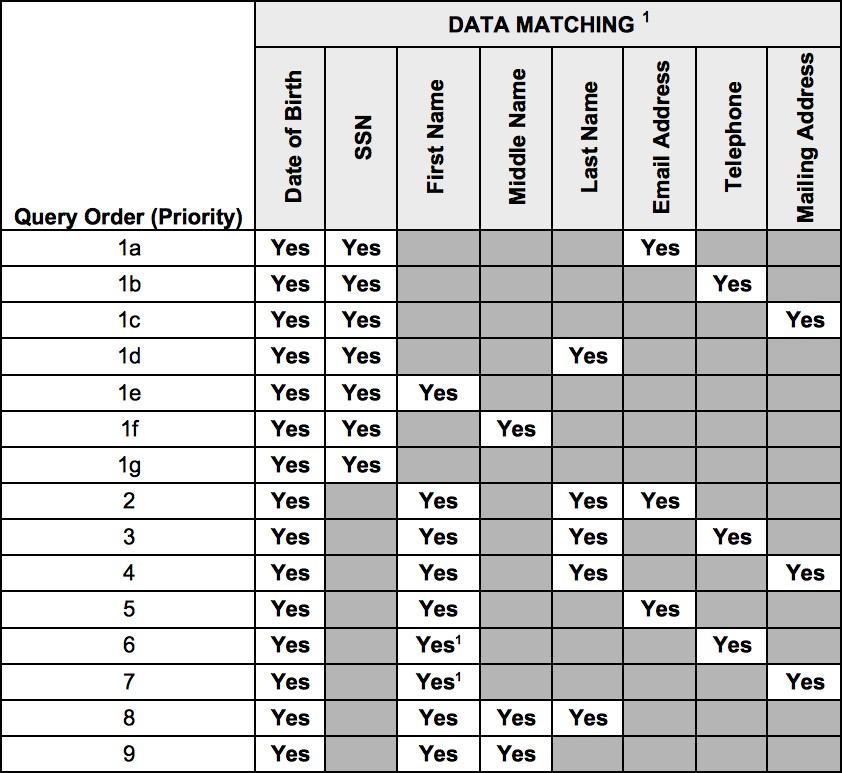 DATA MATCHING 1
Query Order (Priority) Date of Birth SSN First Name Middle Name Last Name Email Address Telephone Mailing Address
1a Yes Yes Yes
1b Yes Yes Yes
1c Yes Yes Yes
1d Yes Yes Yes
1e Yes Yes Yes
1f Yes Yes Yes
1g Yes Yes
2 Yes Yes Yes Yes
3 Yes Yes Yes Yes
4 Yes Yes Yes Yes
5 Yes Yes Yes
6 Yes Yes1 Yes
7 Yes Yes1 Yes
8 Yes Yes Yes Yes
9 Yes Yes Yes